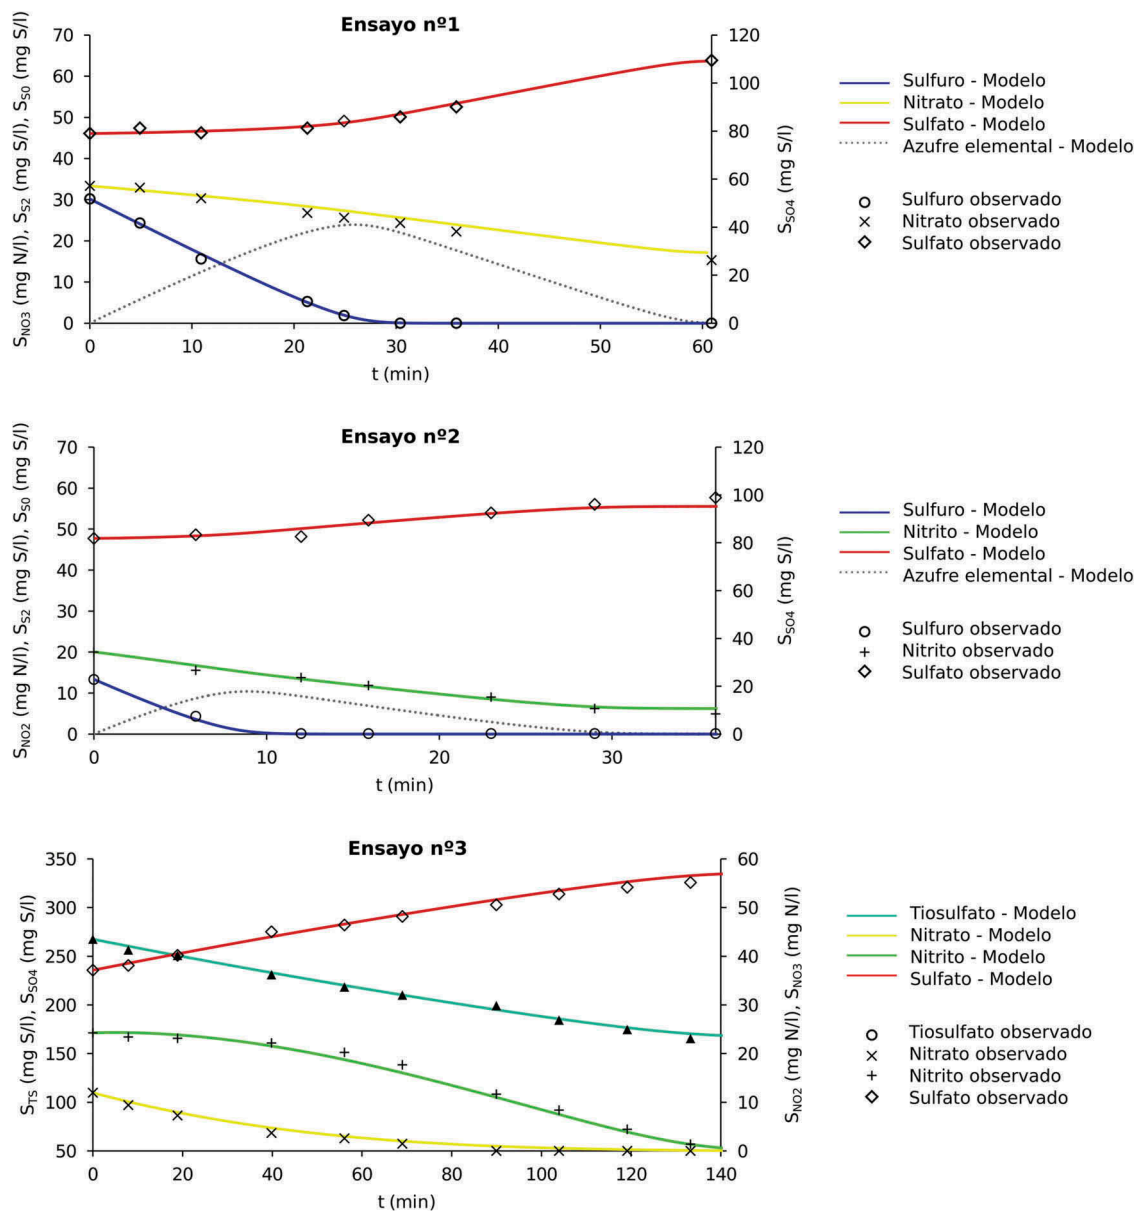 Ensayo nº1
S_NO3 (mg N/l), S_S2 (mg S/l), S_S0 (mg S/l)
70
60
50
40
30
20
10
0
0 10 20 30 40 50 60
t (min)
120
100
80
60
40
20
0
S_SO4 (mg S/l)
Sulfuro - Modelo
Nitrato - Modelo
Sulfato - Modelo
Azufre elemental - Modelo
Sulfuro observado
Nitrato observado
Sulfato observado
Ensayo nº2
S_NO2 (mg N/l), S_S2 (mg S/l), S_S0 (mg S/l)
70
60
50
40
30
20
10
0
0 10 20 30
t (min)
120
100
80
60
40
20
0
S_SO4 (mg S/l)
Sulfuro - Modelo
Nitrito - Modelo
Sulfato - Modelo
Azufre elemental - Modelo
Sulfuro observado
Nitrito observado
Sulfato observado
Ensayo nº3
S_TS (mg S/l), S_SO4 (mg S/l)
350
300
250
200
150
100
50
0 20 40 60 80 100 120 140
t (min)
60
50
40
30
20
10
0
S_NO2 (mg N/l), S_NO3 (mg N/l)
Tiosulfato - Modelo
Nitrato - Modelo
Nitrito - Modelo
Sulfato - Modelo
Tiosulfato observado
Nitrato observado
Nitrito observado
Sulfato observado